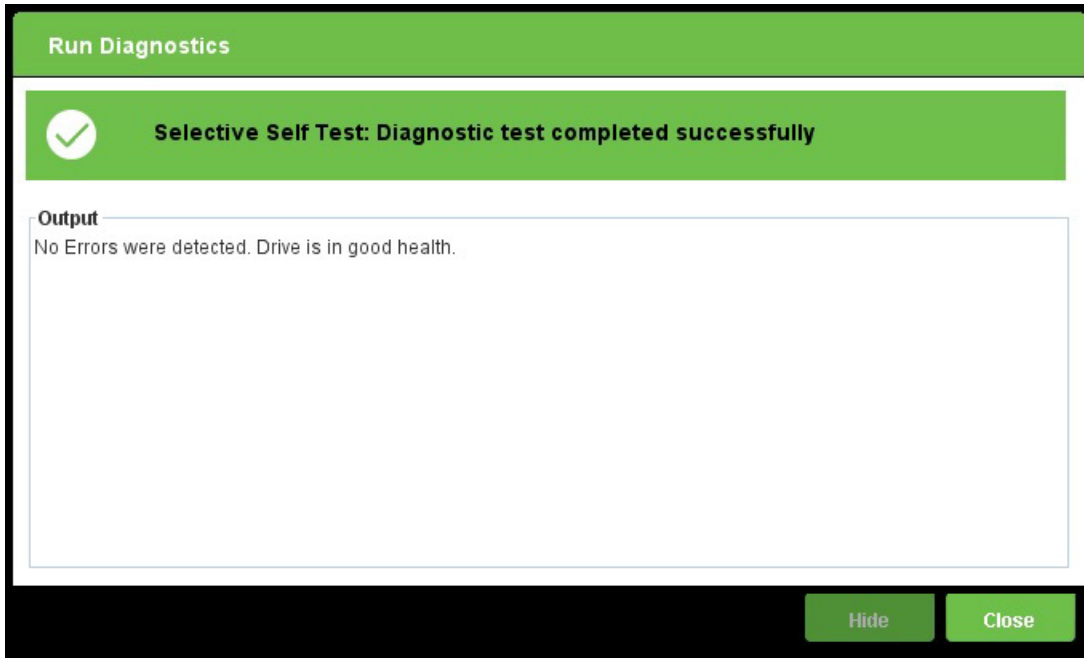 Run Diagnostics
Selective Self Test: Diagnostic test completed successfully
Output
No Errors were detected. Drive is in good health.
Hide
Close